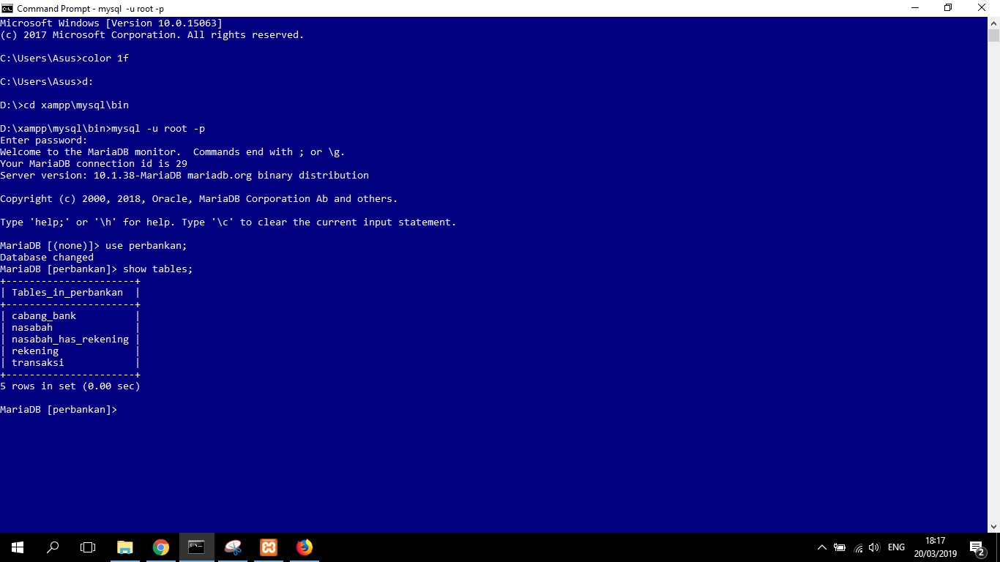 Command Prompt - mysql  -u root -p
Microsoft Windows [Version 10.0.15063]
(c) 2017 Microsoft Corporation. All rights reserved.
C:\Users\Asus>color 1f
C:\Users\Asus>d:
D:\>cd xampp\mysql\bin
D:\xampp\mysql\bin>mysql -u root -p
Enter password:
Welcome to the MariaDB monitor.  Commands end with ; or \g.
Your MariaDB connection id is 29
Server version: 10.1.38-MariaDB mariadb.org binary distribution
Copyright (c) 2000, 2018, Oracle, MariaDB Corporation Ab and others.
Type 'help;' or '\h' for help. Type '\c' to clear the current input statement.
MariaDB [(none)]> use perbankan;
Database changed
MariaDB [perbankan]> show tables;
+----------------------+
| Tables_in_perbankan  |
+----------------------+
| cabang_bank          |
| nasabah              |
| nasabah_has_rekening |
| rekening             |
| transaksi            |
+----------------------+
5 rows in set (0.00 sec)
MariaDB [perbankan]>
ENG
18:17
20/03/2019
2